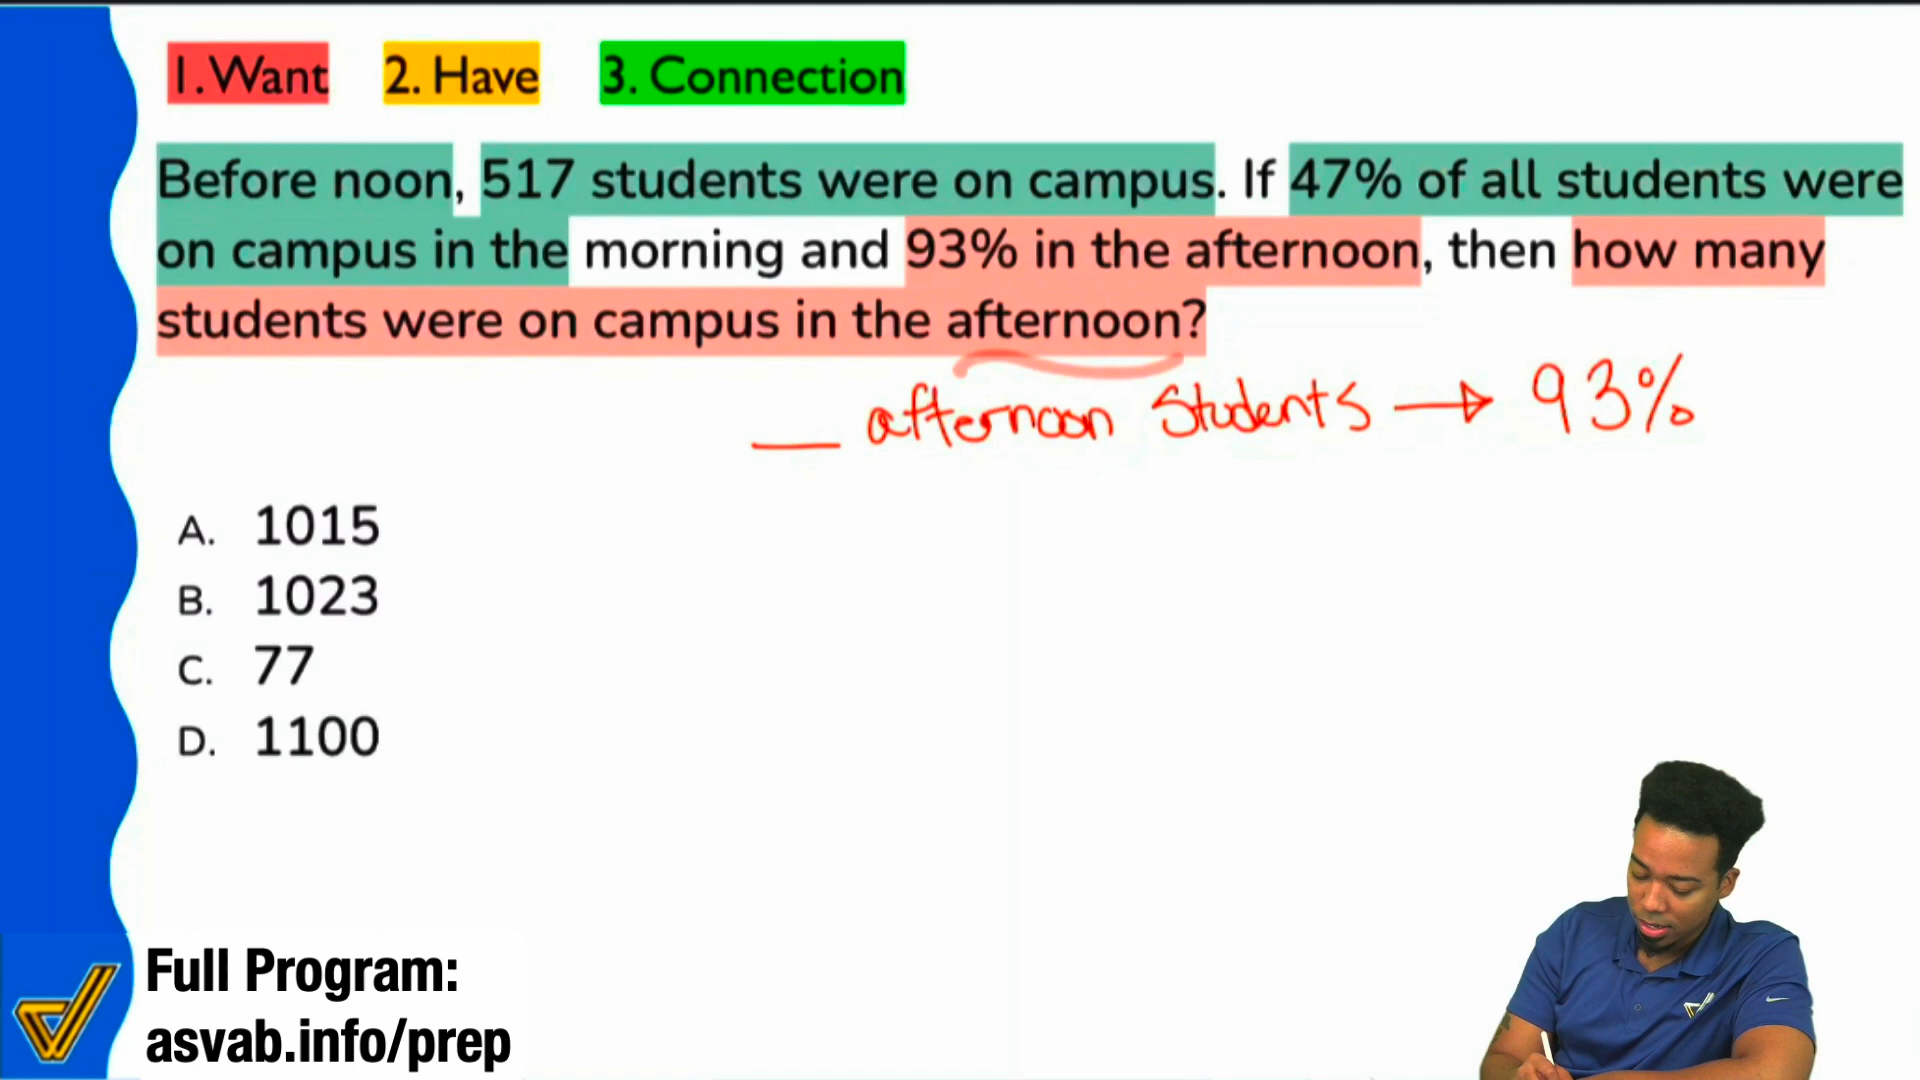 1. Want 2. Have 3. Connection
Before noon, 517 students were on campus. If 47% of all students were
on campus in the morning and 93% in the afternoon, then how many
students were on campus in the afternoon?
__ afternoon Students → 93%
A. 1015
B. 1023
C. 77
D. 1100
Full Program:
asvab.info/prep